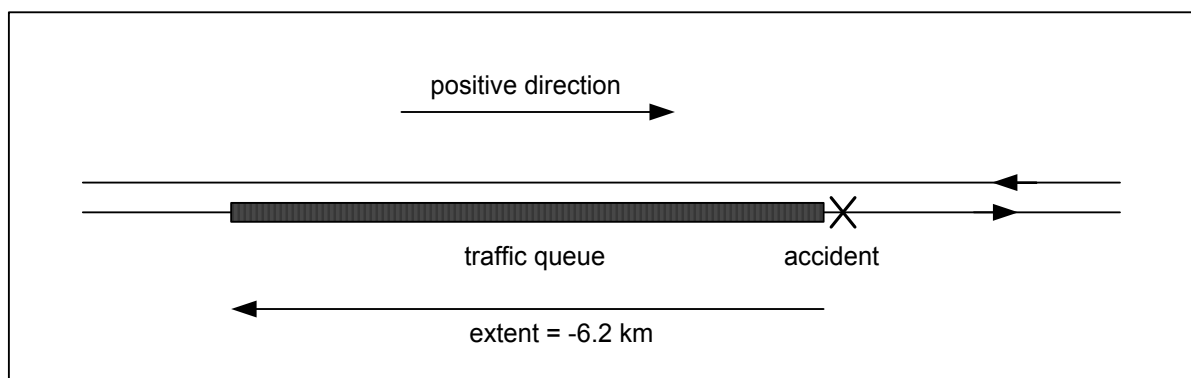 positive direction
traffic queue
accident
extent = -6.2 km